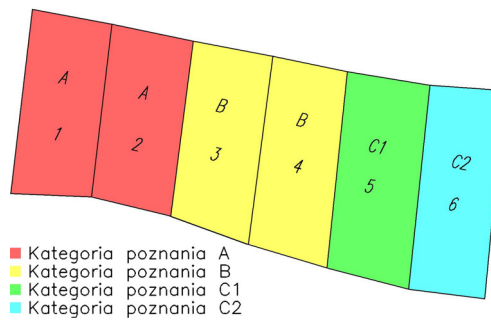 A
A
B
B
C1
C2
1
2
3
4
5
6
Kategoria poznania A
Kategoria poznania B
Kategoria poznania C1
Kategoria poznania C2